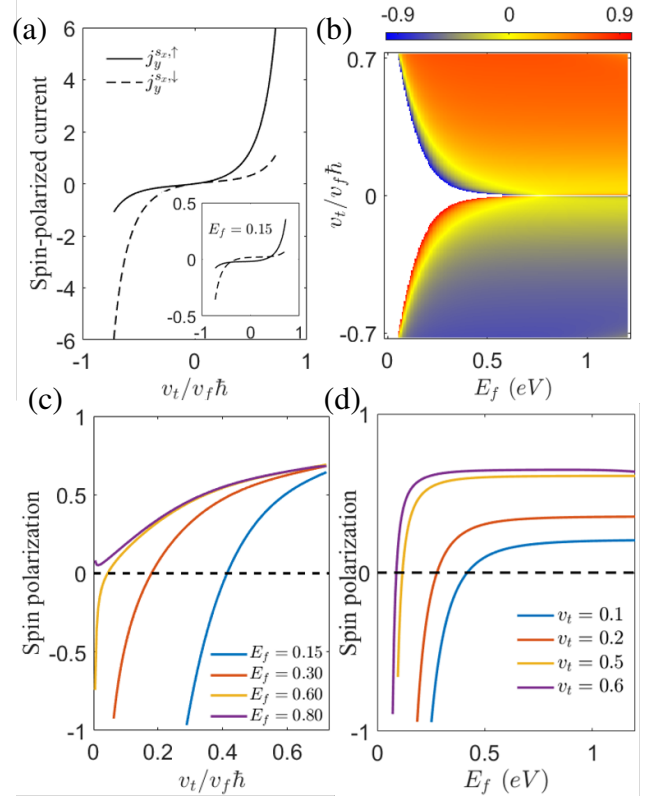 (a)
6
4
2
0
-2
-4
-6
-1
0
1
Spin-polarized current
v_t/v_fħ
j_y^{s_x,↑}
j_y^{s_x,↓}
0.5
0
-0.5
-1
0
1
E_f = 0.15
(b)
-0.9
0
0.9
0.7
0
-0.7
v_t/v_fħ
0
0.5
1
E_f (eV)
(c)
1
0.5
0
-0.5
-1
Spin polarization
0
0.2
0.4
0.6
v_t/v_fħ
E_f = 0.15
E_f = 0.30
E_f = 0.60
E_f = 0.80
(d)
1
0.5
0
-0.5
-1
Spin polarization
0
0.5
1
E_f (eV)
v_t = 0.1
v_t = 0.2
v_t = 0.5
v_t = 0.6